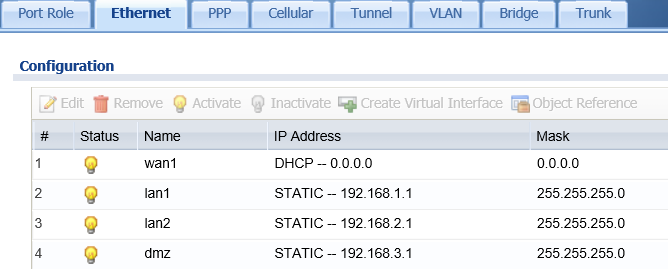 Port Role Ethernet PPP Cellular Tunnel VLAN Bridge Trunk
Configuration
Edit Remove Activate Inactivate Create Virtual Interface Object Reference
# Status Name IP Address Mask
1 wan1 DHCP -- 0.0.0.0 0.0.0.0
2 lan1 STATIC -- 192.168.1.1 255.255.255.0
3 lan2 STATIC -- 192.168.2.1 255.255.255.0
4 dmz STATIC -- 192.168.3.1 255.255.255.0